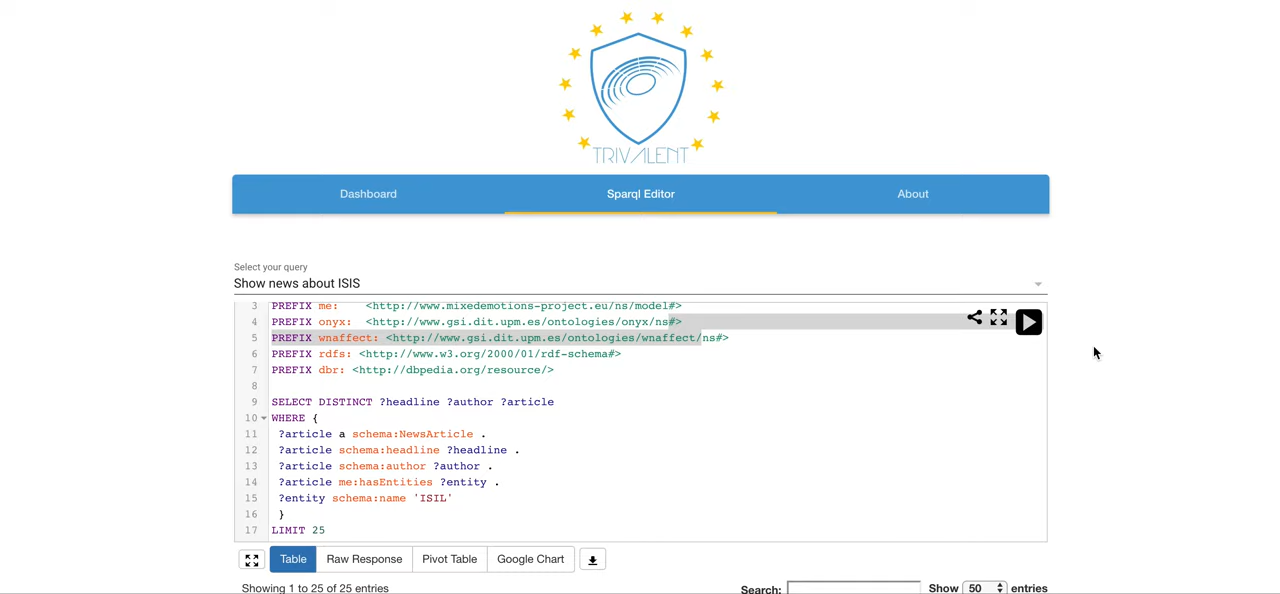 TRIVALENT
Dashboard Sparql Editor About
Select your query
Show news about ISIS
3 PREFIX me: <http://www.mixedemotions-project.eu/ns/model#>
4 PREFIX onyx: <http://www.gsi.dit.upm.es/ontologies/onyx/ns#>
5 PREFIX wnaffect: <http://www.gsi.dit.upm.es/ontologies/wnaffect/ns#>
6 PREFIX rdfs: <http://www.w3.org/2000/01/rdf-schema#>
7 PREFIX dbr: <http://dbpedia.org/resource/>
8
9 SELECT DISTINCT ?headline ?author ?article
10 WHERE {
11 ?article a schema:NewsArticle .
12 ?article schema:headline ?headline .
13 ?article schema:author ?author .
14 ?article me:hasEntities ?entity .
15 ?entity schema:name 'ISIL'
16 }
17 LIMIT 25
Table Raw Response Pivot Table Google Chart
Showing 1 to 25 of 25 entries Search: Show 50 entries